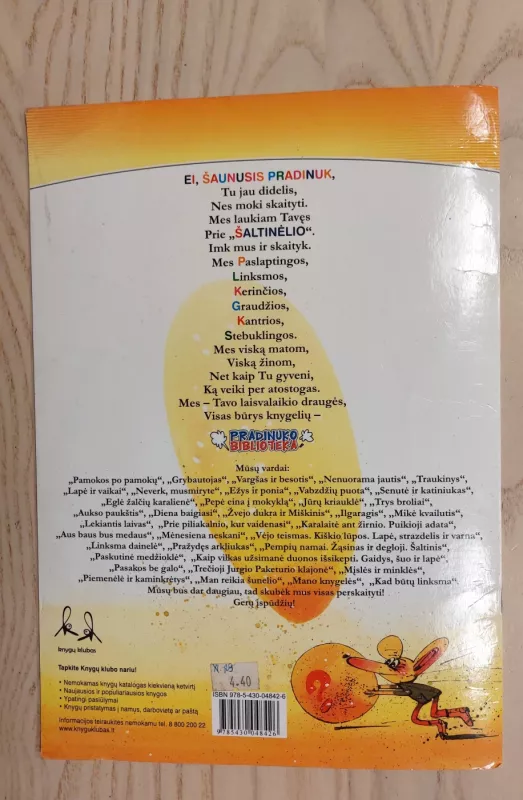 EI, ŠAUNUSIS PRADINUK,
Tu jau didelis,
Nes moki skaityti.
Mes laukiam Tavęs
Prie „ŠALTINĖLIO“.
Imk mus ir skaityk.
Mes Paslaptingos,
Linksmos,
Kerinčios,
Graudžios,
Kantrios,
Stebuklingos.
Mes viską matom,
Viską žinom,
Net kaip Tu gyveni,
Ką veiki per atostogas.
Mes – Tavo laisvalaikio draugės,
Visas būrys knygelių –
PRADINUKO
BIBLIOTEKA
Mūsų vardai:
„Pamokos po pamokų“, „Grybautojas“, „Vargšas ir besotis“, „Nenuorama jautis“, „Traukinys“,
„Lapė ir vaikai“, „Neverk, musmiryte“, „Ežys ir ponia“, „Vabzdžių puota“, „Senutė ir katiniukas“,
„Eglė žalčių karalienė“, „Pepė eina į mokyklą“, „Jūrų kriauklė“, „Trys broliai“,
„Aukso paukštis“, „Diena baigiasi“, „Žvejo dukra ir Miškinis“, „Ilgaragis“, „Mikė kvailutis“,
„Lekiantis laivas“, „Prie piliakalnio, kur vaidenasi“, „Karalaitė ant žirnio. Puikioji adata“,
„Aus baus bus medaus“, „Mėnesiena neskani“, „Vėjo teismas. Kiškio lūpos. Lapė, strazdelis ir varna“,
„Linksma dainelė“, „Pražydęs arkliukas“, „Pempių namai. Žąsinas ir degloji. Šaltinis“,
„Paskutinė medžioklė“, „Kaip vilkas užsimanė duonos išsikepti. Gaidys, šuo ir lapė“,
„Pasakos be galo“, „Trečioji Jurgio Paketurio klajonė“, „Mįslės ir minklės“,
„Piemenėlė ir kaminkrėtys“, „Man reikia šunelio“, „Mano knygelės“, „Kad būtų linksma“.
Mūsų bus dar daugiau, tad skubėk mus visas perskaityti!
Gerų įspūdžių!
knygų klubas
Tapkite Knygų klubo nariu!
• Nemokamas knygų katalogas kiekvieną ketvirtį
• Naujausios ir populiariausios knygos
• Ypatingi pasiūlymai
• Knygų pristatymas į namus, darbovietę ar paštą
Informacijos teiraukitės nemokamu tel. 8 800 200 22
www.knyguklubas.lt
4.40
ISBN 978-5-430-04842-6
9 785430 048426